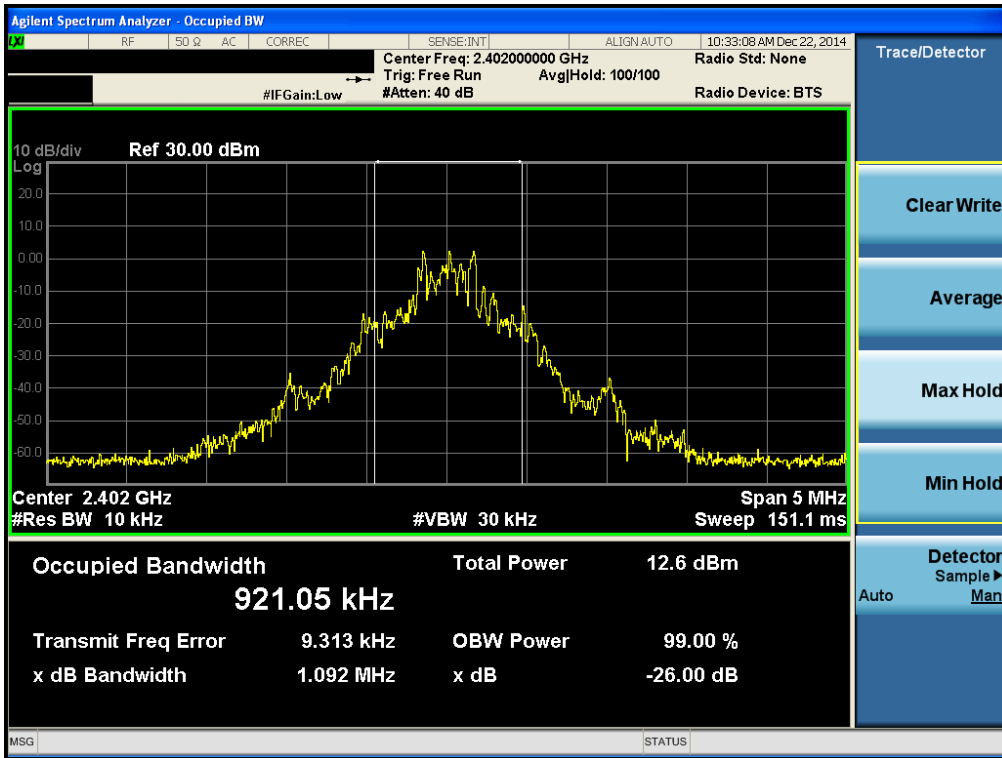 Agilent Spectrum Analyzer - Occupied BW
LXI RF 50 Ω AC CORREC SENSE:INT ALIGN AUTO 10:33:08 AM Dec 22, 2014
Center Freq: 2.402000000 GHz Radio Std: None
Trig: Free Run Avg|Hold: 100/100
#IFGain:Low #Atten: 40 dB Radio Device: BTS
10 dB/div Ref 30.00 dBm
Log
20.0
10.0
0.00
-10.0
-20.0
-30.0
-40.0
-50.0
-60.0
Center 2.402 GHz Span 5 MHz
#Res BW 10 kHz #VBW 30 kHz Sweep 151.1 ms
Occupied Bandwidth Total Power 12.6 dBm
921.05 kHz
Transmit Freq Error 9.313 kHz OBW Power 99.00 %
x dB Bandwidth 1.092 MHz x dB -26.00 dB
MSG STATUS
Trace/Detector
Clear Write
Average
Max Hold
Min Hold
Detector
Sample▶
Auto Man